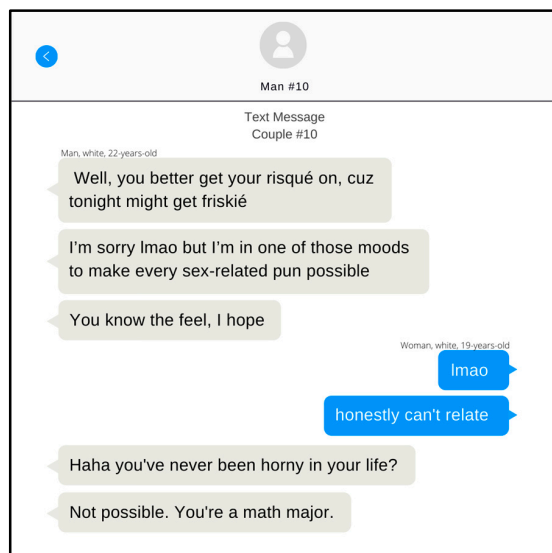 Man #10
Text Message
Couple #10
Man, white, 22-years-old
Well, you better get your risqué on, cuz
tonight might get friskié
I'm sorry lmao but I'm in one of those moods
to make every sex-related pun possible
You know the feel, I hope
Woman, white, 19-years-old
lmao
honestly can't relate
Haha you've never been horny in your life?
Not possible. You're a math major.